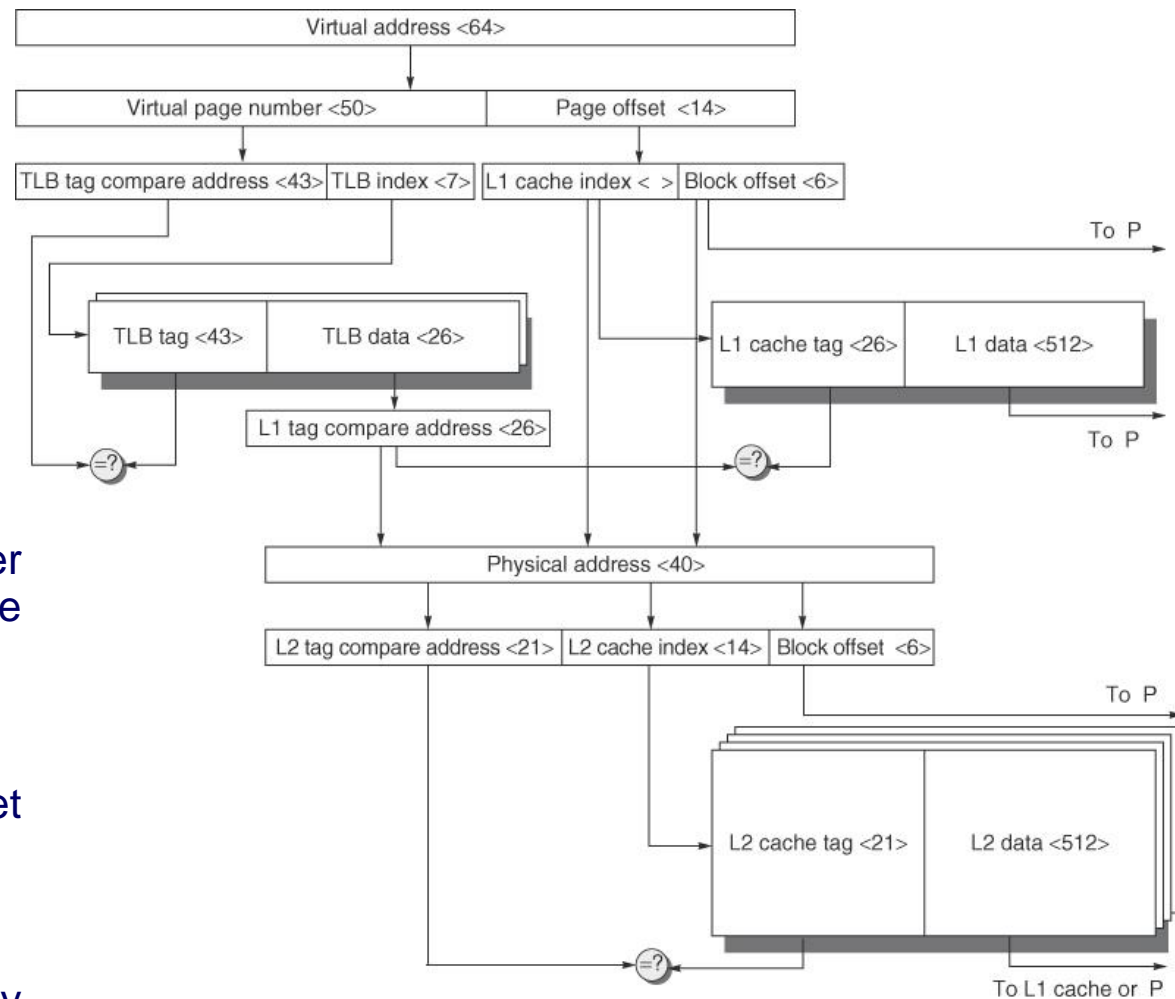 Virtual address <64>
Virtual page number <50> Page offset <14>
TLB tag compare address <43> TLB index <7> L1 cache index < > Block offset <6>
To P
TLB tag <43> TLB data <26>
L1 cache tag <26> L1 data <512>
L1 tag compare address <26>
To P
=? =?
er
Physical address <40>
e
L2 tag compare address <21> L2 cache index <14> Block offset <6>
To P
et
L2 cache tag <21> L2 data <512>
=?
To L1 cache or P
y